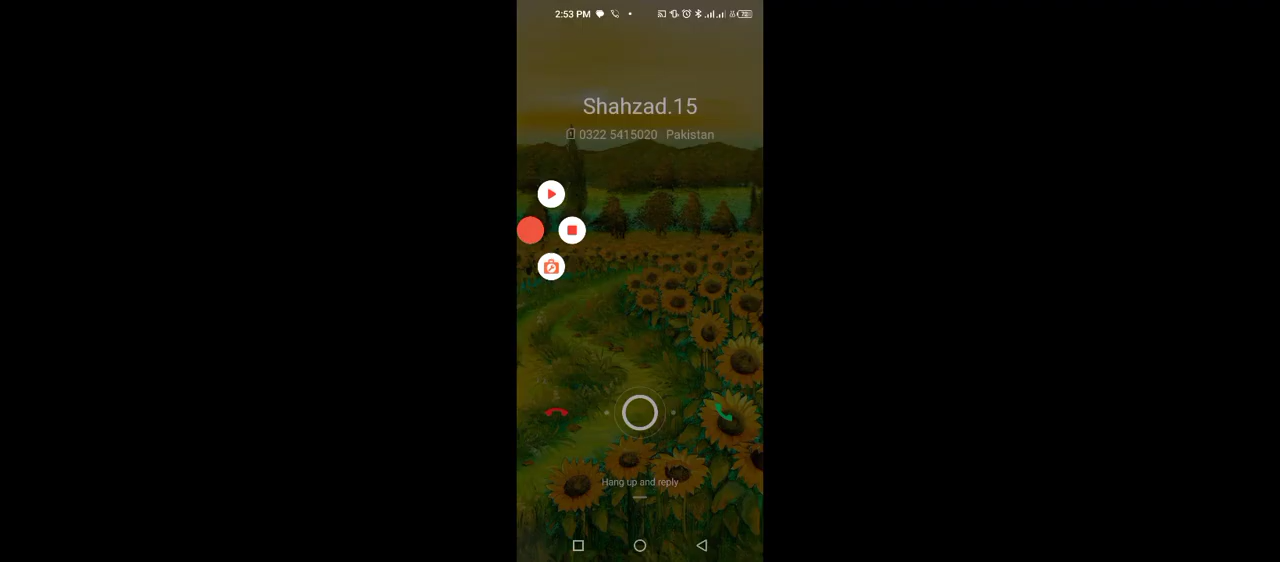 2:53 PM
Shahzad.15
0322 5415020 Pakistan
Hang up and reply